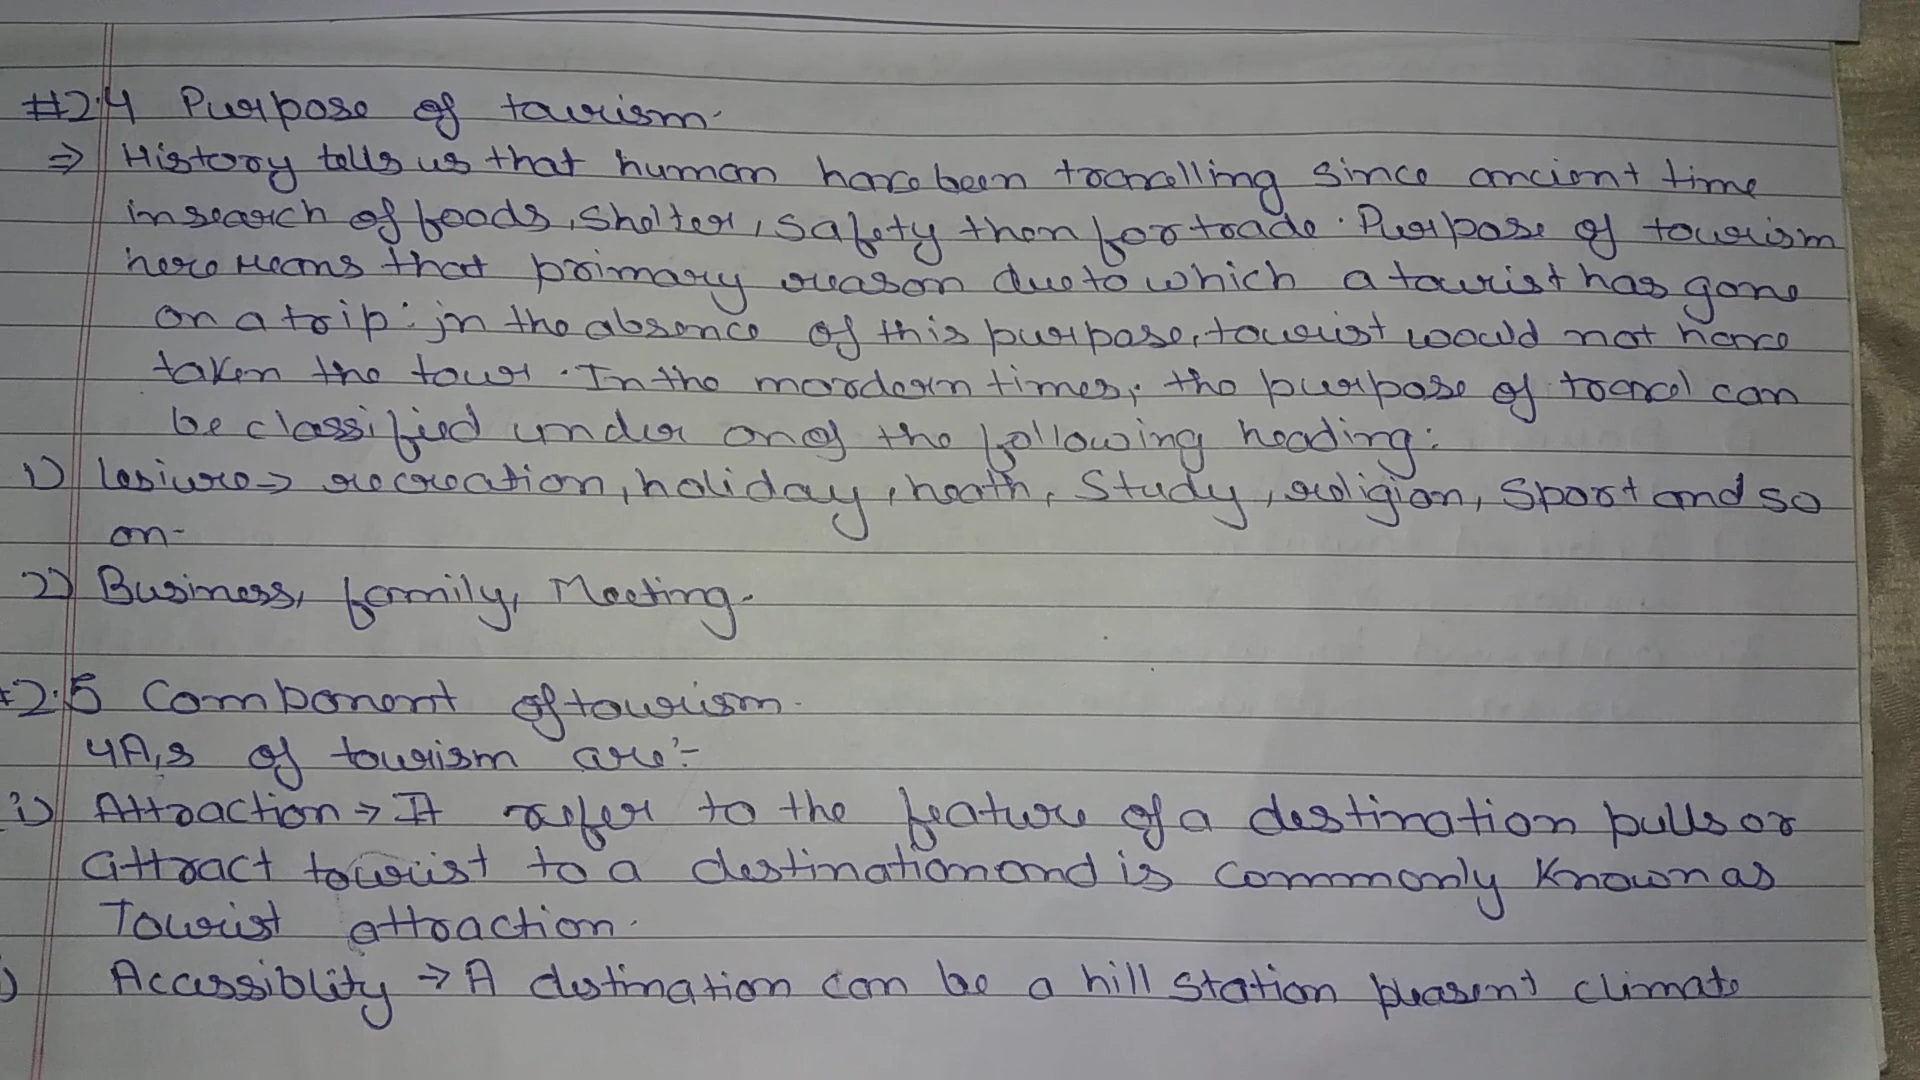 #2.4 Purpose of tourism.
⇒ History tells us that human have been travelling since ancient time
in search of foods, shelter, safety then for trade. Purpose of tourism
here means that primary reason due to which a tourist has gone
on a trip. in the absence of this purpose, tourist would not have
taken the tour. In the mordern times, the purpose of travel can
be classified under on of the following heading:
1) lesiure → recreation, holiday, heath, Study, religion, Sport and so
on-
2) Business, family, Meeting.
#2.5 Component of tourism.
4A,s of tourism are:-
i) Attraction → It refer to the feature of a destination pulls or
attract tourist to a destination and is commonly known as
Tourist attraction.
) Accessiblity → A destination can be a hill station pleasent climate